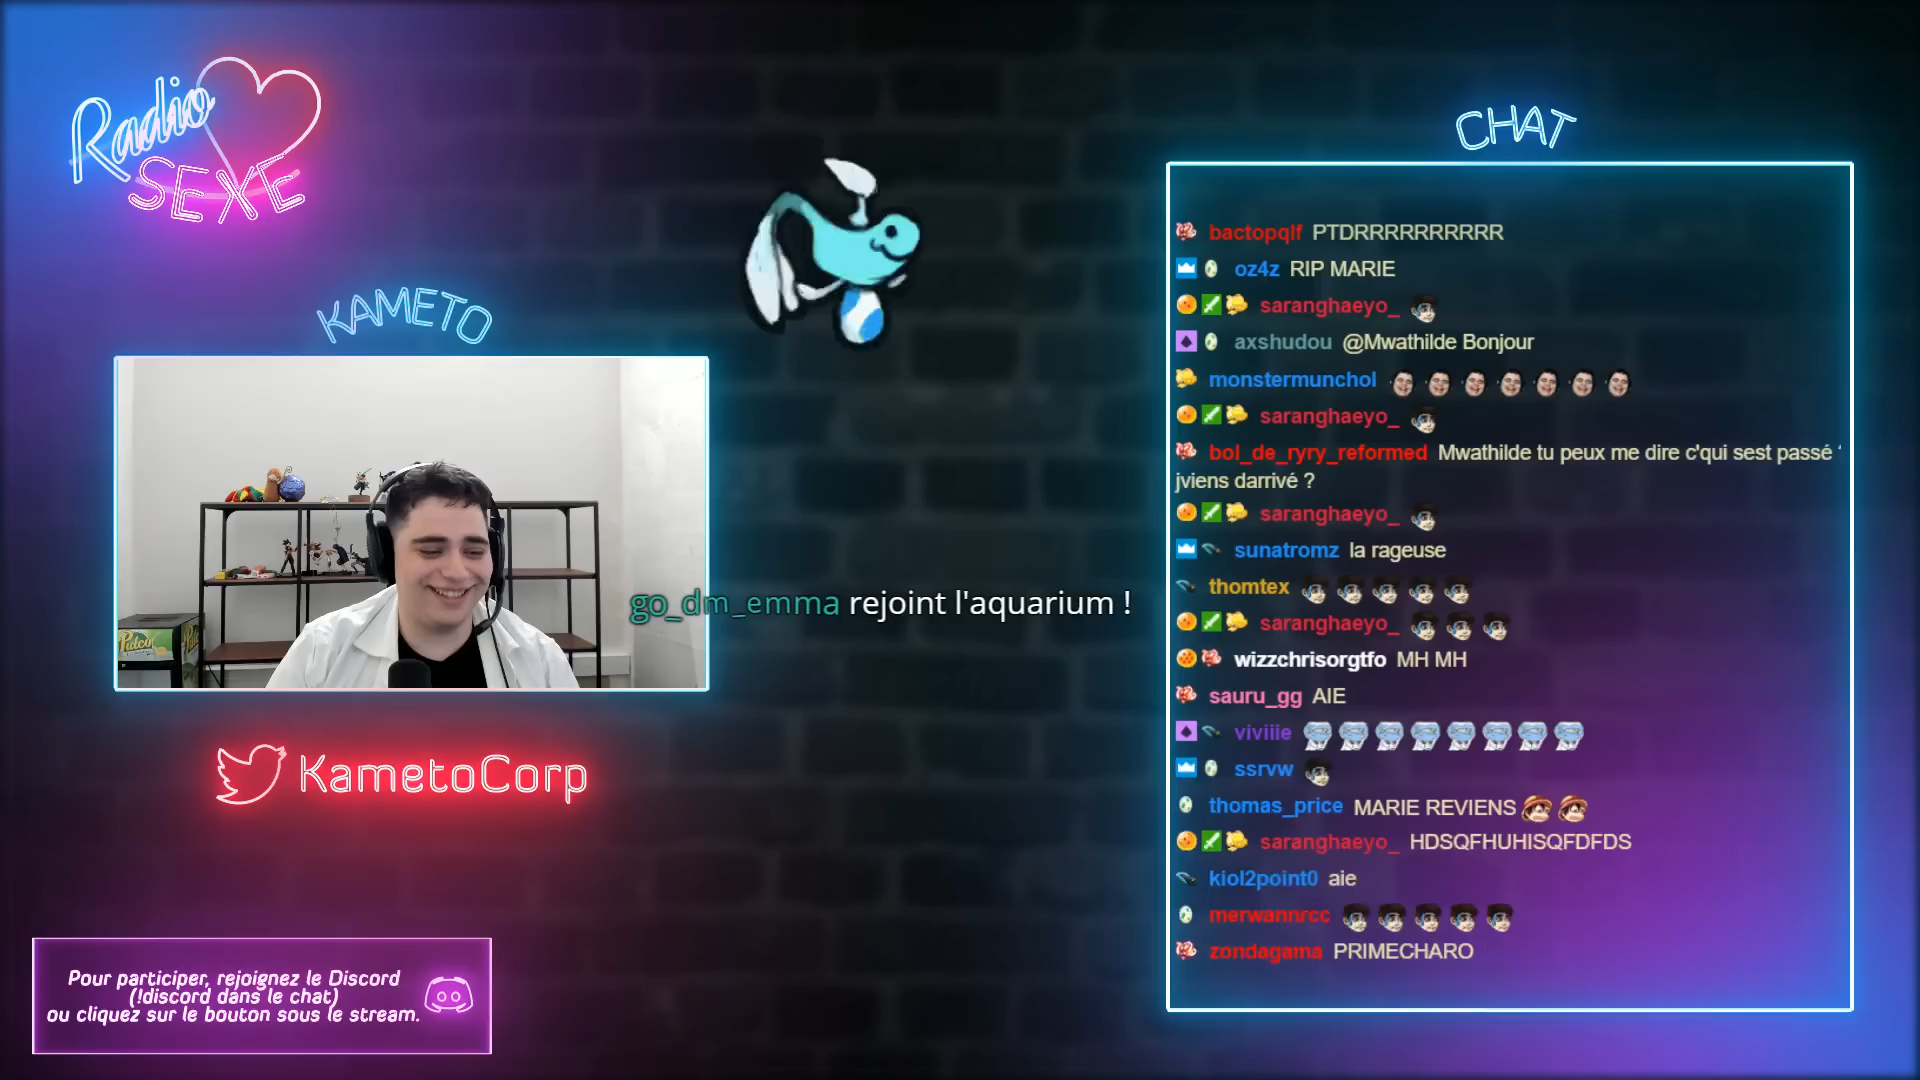 Radio
SEXE
KAMETO
Pulco
KametoCorp
Pour participer, rejoignez le Discord
(!discord dans le chat)
ou cliquez sur le bouton sous le stream.
go_dm_emma rejoint l'aquarium !
CHAT
bactopqlf PTDRRRRRRRRRR
oz4z RIP MARIE
saranghaeyo_
axshudou @Mwathilde Bonjour
monstermunchol
saranghaeyo_
bol_de_ryry_reformed Mwathilde tu peux me dire c'qui sest passé
jviens darrivé ?
saranghaeyo_
sunatromz la rageuse
thomtex
saranghaeyo_
wizzchrisorgtfo MH MH
sauru_gg AIE
viviiie
ssrvw
thomas_price MARIE REVIENS
saranghaeyo_ HDSQFHUHISQFDFDS
kiol2point0 aie
merwannrcc
zondagama PRIMECHARO